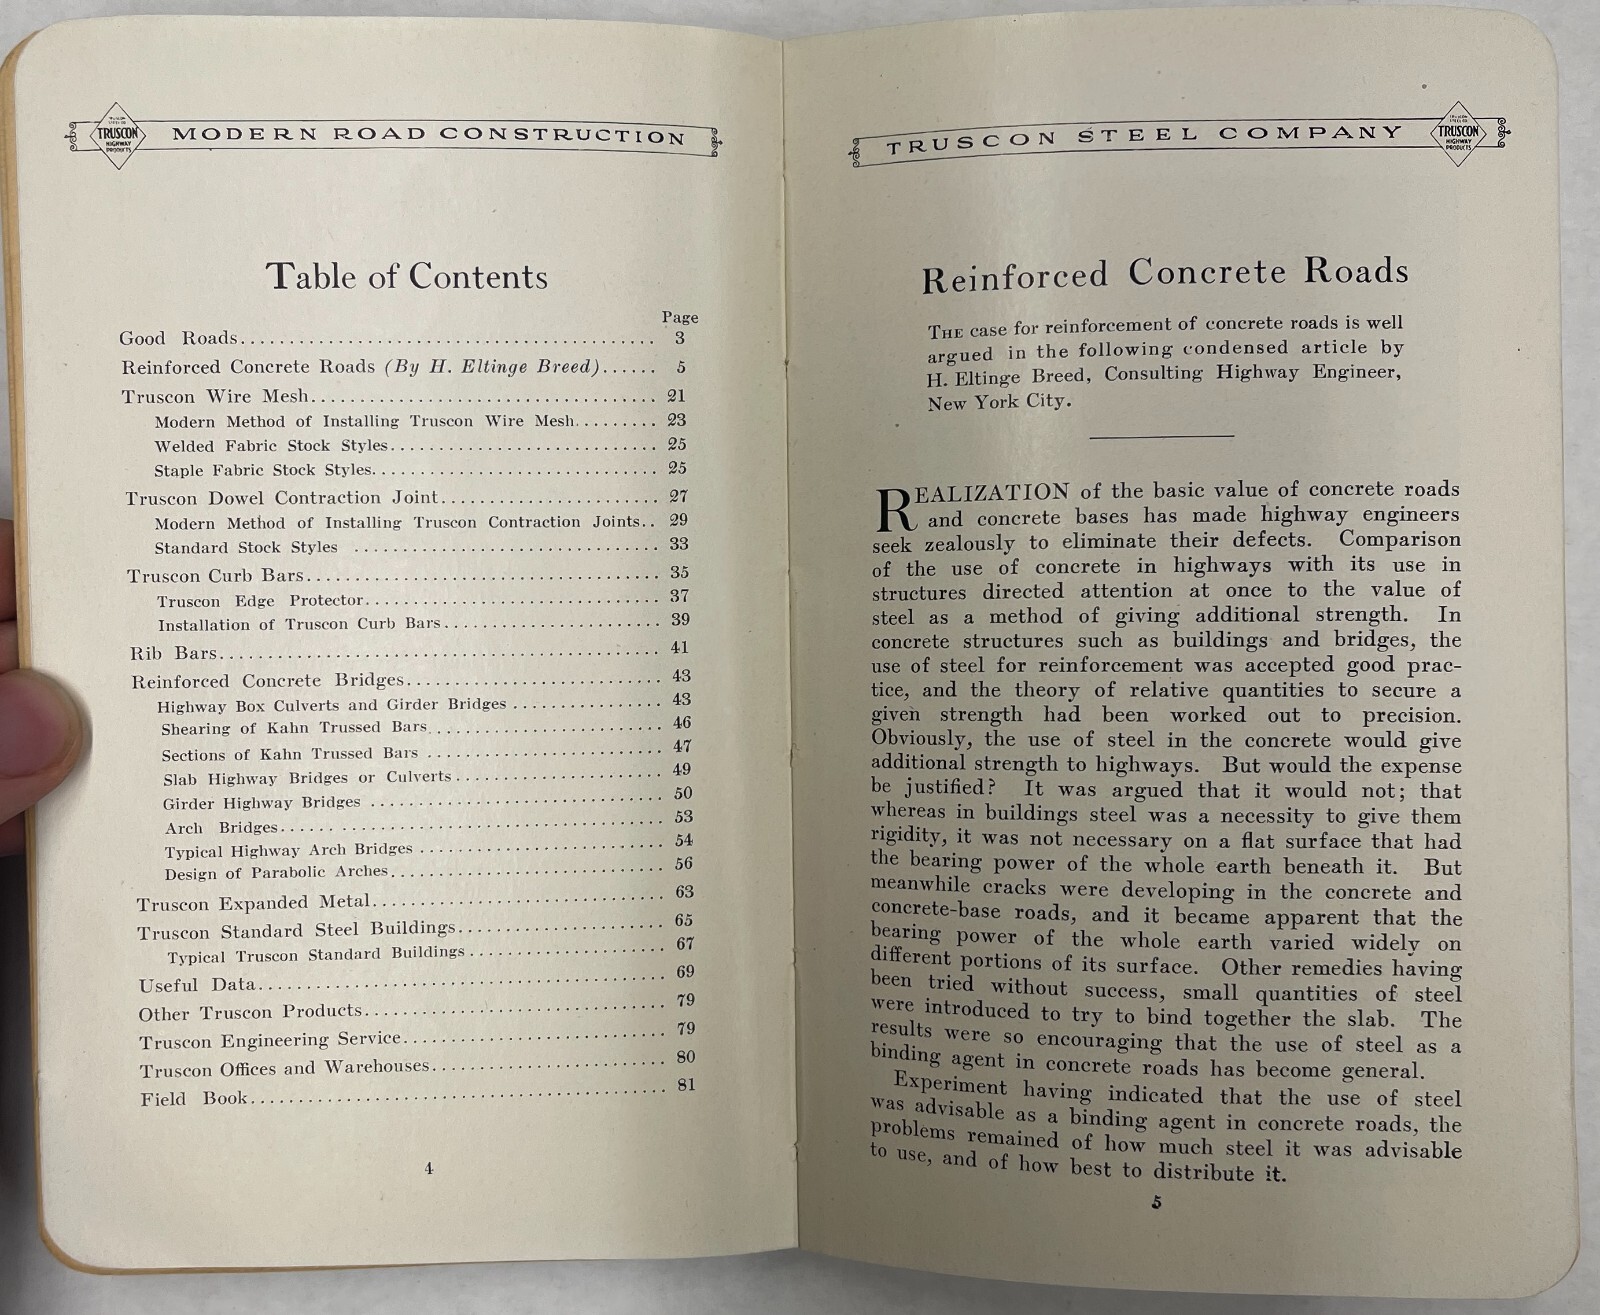 TRUSCON
HIGHWAY
PRODUCTS
MODERN ROAD CONSTRUCTION
Table of Contents
Page
Good Roads........................................ 3
Reinforced Concrete Roads (By H. Eltinge Breed)...... 5
Truscon Wire Mesh................................... 21
Modern Method of Installing Truscon Wire Mesh......... 23
Welded Fabric Stock Styles........................... 25
Staple Fabric Stock Styles............................. 25
Truscon Dowel Contraction Joint....................... 27
Modern Method of Installing Truscon Contraction Joints.. 29
Standard Stock Styles ............................... 33
Truscon Curb Bars.................................... 35
Truscon Edge Protector.............................. 37
Installation of Truscon Curb Bars...................... 39
Rib Bars............................................. 41
Reinforced Concrete Bridges.......................... 43
Highway Box Culverts and Girder Bridges ............... 43
Shearing of Kahn Trussed Bars........................ 46
Sections of Kahn Trussed Bars ........................ 47
Slab Highway Bridges or Culverts..................... 49
Girder Highway Bridges .............................. 50
Arch Bridges....................................... 53
Typical Highway Arch Bridges ......................... 54
Design of Parabolic Arches............................ 56
Truscon Expanded Metal.............................. 63
Truscon Standard Steel Buildings..................... 65
Typical Truscon Standard Buildings.................... 67
Useful Data.......................................... 69
Other Truscon Products............................... 79
Truscon Engineering Service........................... 79
Truscon Offices and Warehouses........................ 80
Field Book........................................... 81
4
TRUSCON STEEL COMPANY
TRUSCON
HIGHWAY
PRODUCTS
Reinforced Concrete Roads
THE case for reinforcement of concrete roads is well
argued in the following condensed article by
H. Eltinge Breed, Consulting Highway Engineer,
New York City.
REALIZATION of the basic value of concrete roads
and concrete bases has made highway engineers
seek zealously to eliminate their defects. Comparison
of the use of concrete in highways with its use in
structures directed attention at once to the value of
steel as a method of giving additional strength. In
concrete structures such as buildings and bridges, the
use of steel for reinforcement was accepted good prac-
tice, and the theory of relative quantities to secure a
given strength had been worked out to precision.
Obviously, the use of steel in the concrete would give
additional strength to highways. But would the expense
be justified? It was argued that it would not; that
whereas in buildings steel was a necessity to give them
rigidity, it was not necessary on a flat surface that had
the bearing power of the whole earth beneath it. But
meanwhile cracks were developing in the concrete and
concrete-base roads, and it became apparent that the
bearing power of the whole earth varied widely on
different portions of its surface. Other remedies having
been tried without success, small quantities of steel
were introduced to try to bind together the slab. The
results were so encouraging that the use of steel as a
binding agent in concrete roads has become general.
Experiment having indicated that the use of steel
was advisable as a binding agent in concrete roads, the
problems remained of how much steel it was advisable
to use, and of how best to distribute it.
5